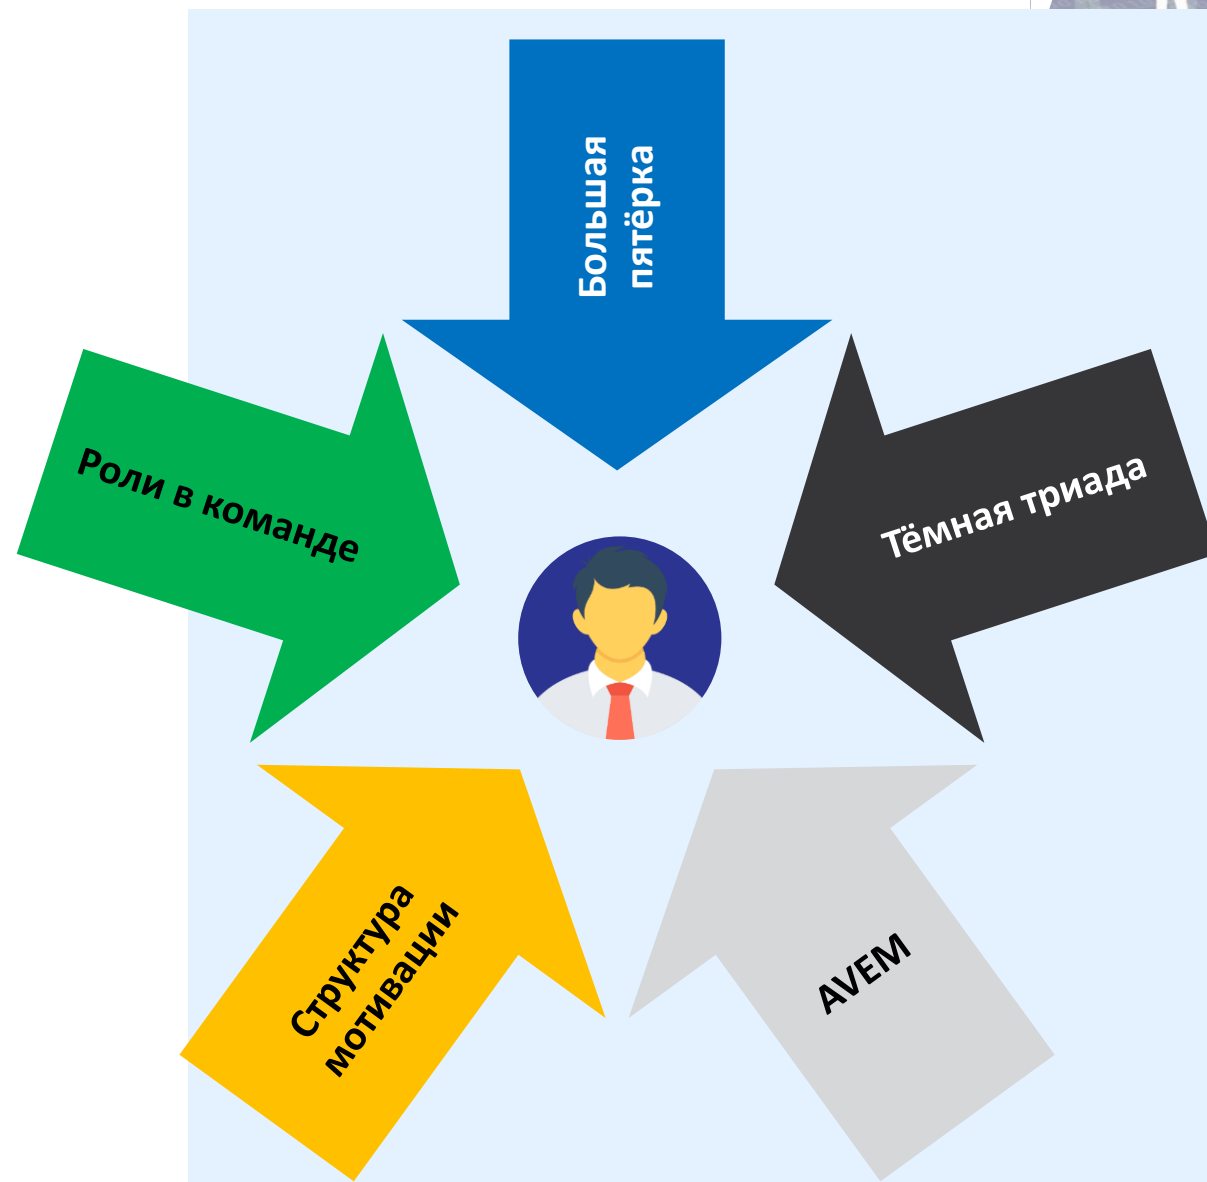 Большая
пятёрка
Роли в команде
Тёмная триада
Структура
мотивации
AVEM